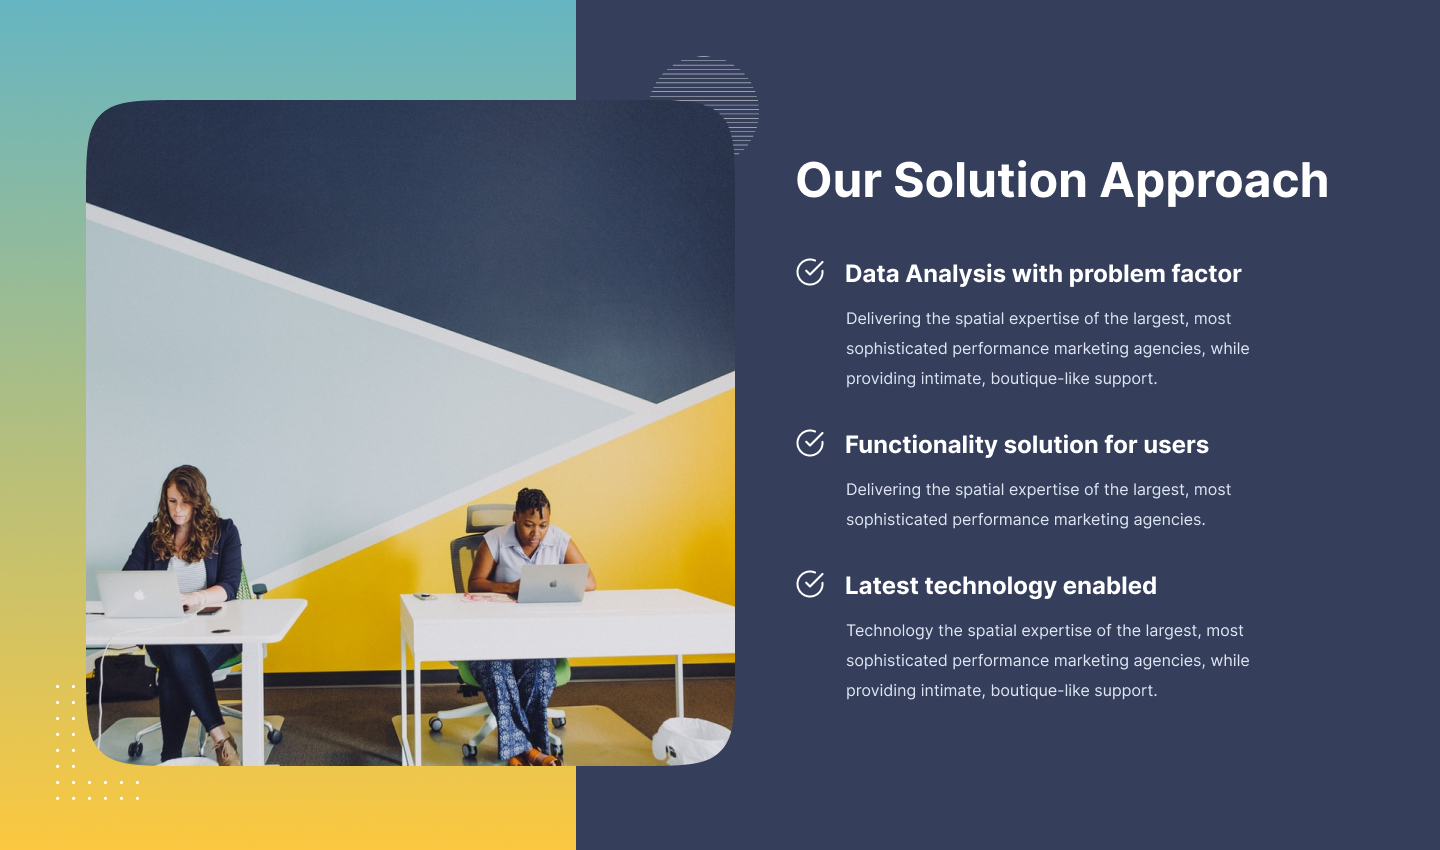 Our Solution Approach
Data Analysis with problem factor
Delivering the spatial expertise of the largest, most
sophisticated performance marketing agencies, while
providing intimate, boutique-like support.
Functionality solution for users
Delivering the spatial expertise of the largest, most
sophisticated performance marketing agencies.
Latest technology enabled
Technology the spatial expertise of the largest, most
sophisticated performance marketing agencies, while
providing intimate, boutique-like support.